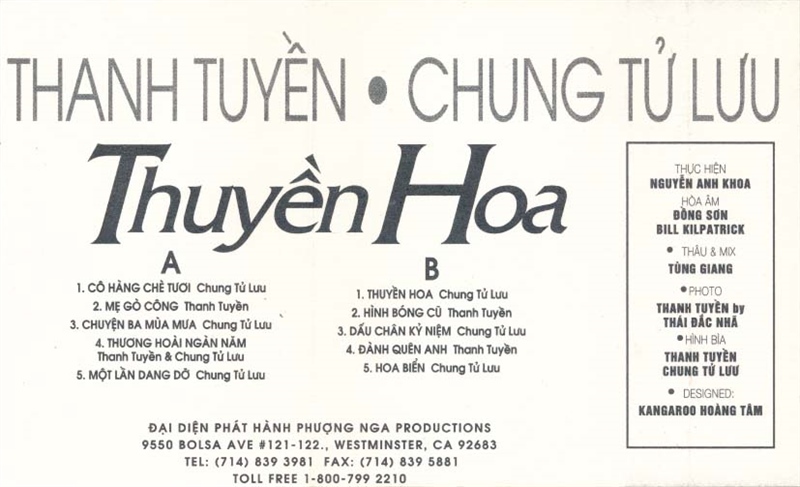 THANH TUYỀN • CHUNG TỬ LƯU
Thuyền Hoa
A
1. CÔ HÀNG CHÈ TƯƠI Chung Tử Lưu
2. MẸ GÒ CÔNG Thanh Tuyền
3. CHUYỆN BA MÙA MƯA Chung Tử Lưu
4. THƯƠNG HOÀI NGÀN NĂM
Thanh Tuyền & Chung Tử Lưu
5. MỘT LẦN DANG DỠ Chung Tử Lưu
B
1. THUYỀN HOA Chung Tử Lưu
2. HÌNH BÓNG CŨ Thanh Tuyền
3. DẤU CHÂN KỶ NIỆM Chung Tử Lưu
4. ĐÀNH QUÊN ANH Thanh Tuyền
5. HOA BIỂN Chung Tử Lưu
THỰC HIỆN
NGUYỄN ANH KHOA
HÒA ÂM
ĐỒNG SƠN
BILL KILPATRICK
• THÂU & MIX
TÙNG GIANG
• PHOTO
THANH TUYỀN by
THÁI ĐẮC NHÃ
• HÌNH BÌA
THANH TUYỀN
CHUNG TỬ LƯU
• DESIGNED:
KANGAROO HOÀNG TÂM
ĐẠI DIỆN PHÁT HÀNH PHƯỢNG NGA PRODUCTIONS
9550 BOLSA AVE #121-122., WESTMINSTER, CA 92683
TEL: (714) 839 3981 FAX: (714) 839 5881
TOLL FREE 1-800-799 2210